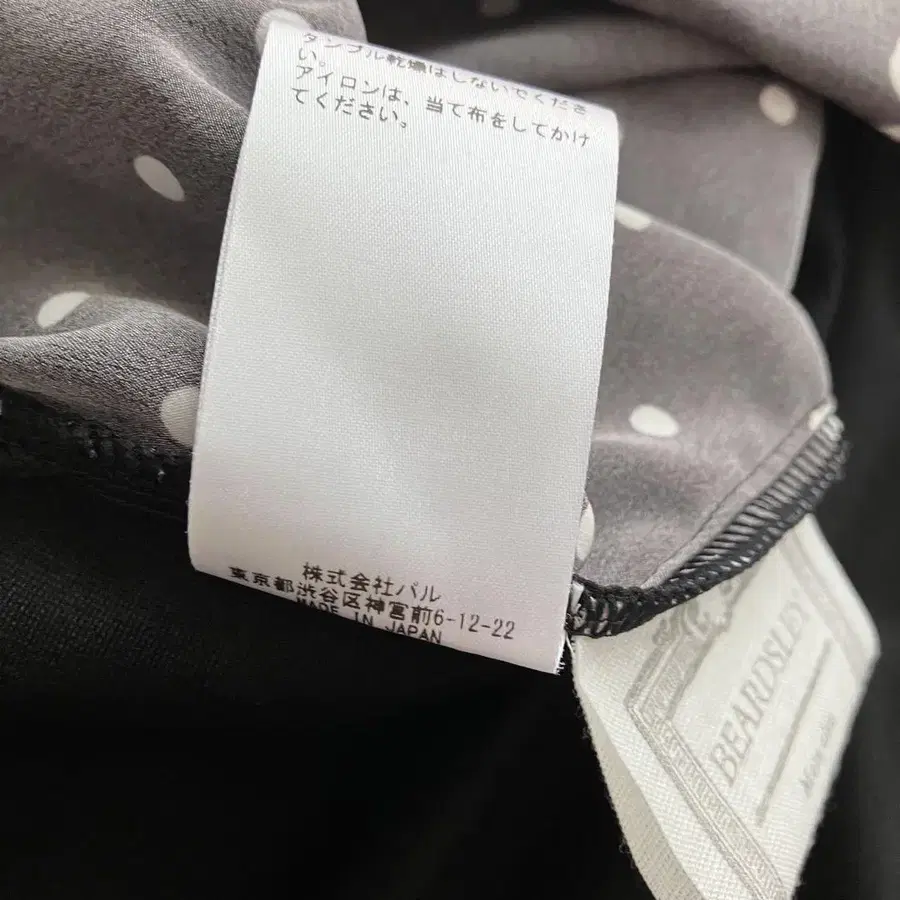 タンブル乾燥はしないでくださ
い。
アイロンは、当て布をしてかけ
てください。
株式会社バル
東京都渋谷区神宮前6-12-22
MADE IN JAPAN
BEARDSLEY